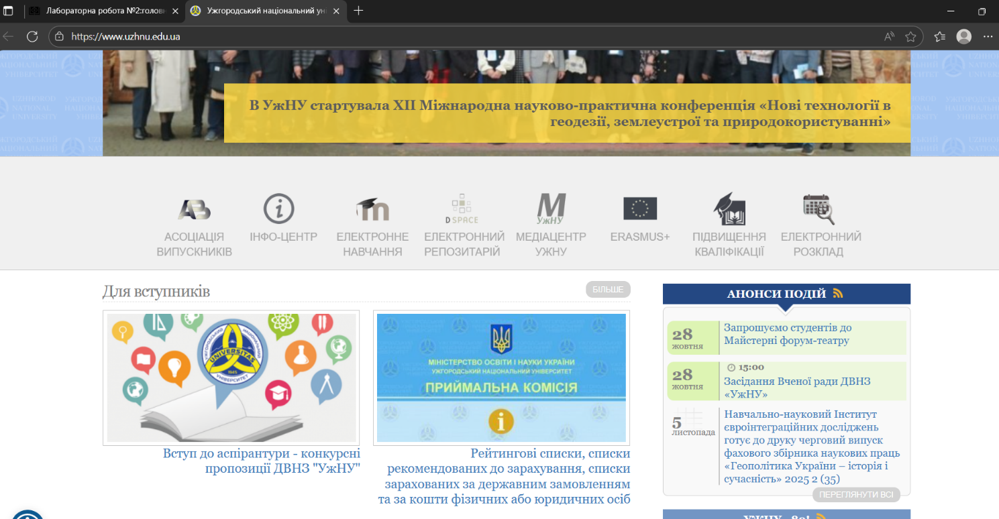 Лабораторна робота №2:голов
Ужгородський національний уні
https://www.uzhnu.edu.ua
В УжНУ стартувала XII Міжнародна науково-практична конференція «Нові технології в
геодезії, землеустрої та природокористуванні»
АСОЦІАЦІЯ
ВИПУСКНИКІВ
ІНФО-ЦЕНТР
ЕЛЕКТРОННЕ
НАВЧАННЯ
D SPACE
ЕЛЕКТРОННИЙ
РЕПОЗИТАРІЙ
М
УжНУ
МЕДІАЦЕНТР
УЖНУ
ERASMUS+
ПІДВИЩЕННЯ
КВАЛІФІКАЦІЇ
ЕЛЕКТРОННИЙ
РОЗКЛАД
Для вступників
БІЛЬШЕ
UNIVERSITAS
1945
МІНІСТЕРСТВО ОСВІТИ І НАУКИ УКРАЇНИ
УЖГОРОДСЬКИЙ НАЦІОНАЛЬНИЙ УНІВЕРСИТЕТ
ПРИЙМАЛЬНА КОМІСІЯ
Вступ до аспірантури - конкурсні
пропозиції ДВНЗ "УжНУ"
Рейтингові списки, списки
рекомендованих до зарахування, списки
зарахованих за державним замовленням
та за кошти фізичних або юридичних осіб
АНОНСИ ПОДІЙ
28
жовтня
Запрошуємо студентів до
Майстерні форум-театру
28
жовтня
15:00
Засідання Вченої ради ДВНЗ
«УжНУ»
5
листопада
Навчально-науковий Інститут
євроінтеграційних досліджень
готує до друку черговий випуск
фахового збірника наукових праць
«Геополітика України – історія і
сучасність» 2025 2 (35)
ПЕРЕГЛЯНУТИ ВСІ